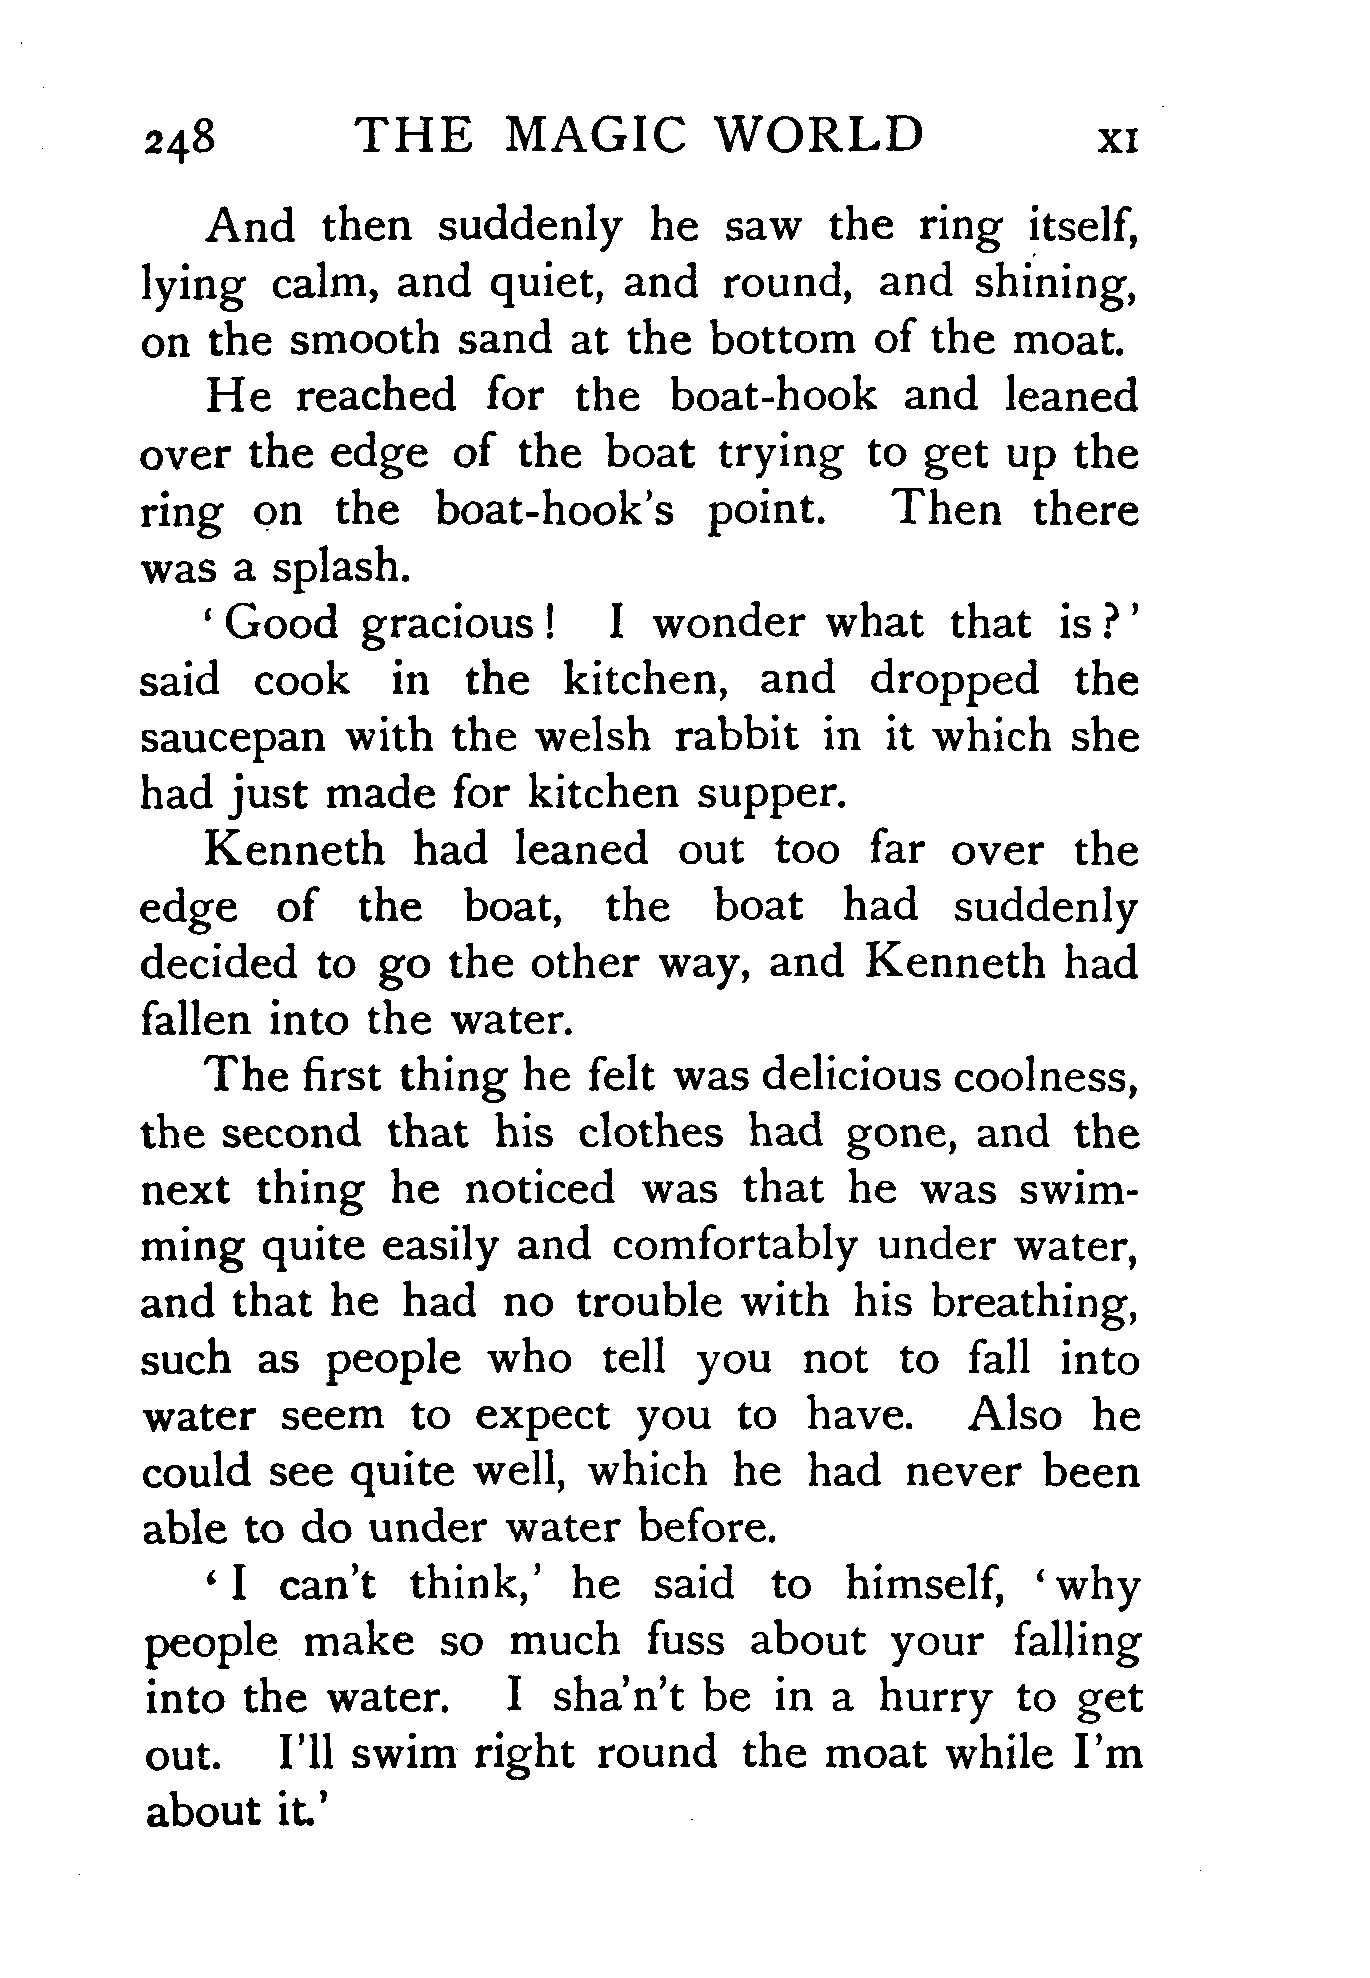 248 THE MAGIC WORLD XI
And then suddenly he saw the ring itself,
lying calm, and quiet, and round, and shining,
on the smooth sand at the bottom of the moat.
He reached for the boat-hook and leaned
over the edge of the boat trying to get up the
ring on the boat-hook's point. Then there
was a splash.
'Good gracious! I wonder what that is?'
said cook in the kitchen, and dropped the
saucepan with the welsh rabbit in it which she
had just made for kitchen supper.
Kenneth had leaned out too far over the
edge of the boat, the boat had suddenly
decided to go the other way, and Kenneth had
fallen into the water.
The first thing he felt was delicious coolness,
the second that his clothes had gone, and the
next thing he noticed was that he was swim-
ming quite easily and comfortably under water,
and that he had no trouble with his breathing,
such as people who tell you not to fall into
water seem to expect you to have. Also he
could see quite well, which he had never been
able to do under water before.
'I can't think,' he said to himself, 'why
people make so much fuss about your falling
into the water. I sha'n't be in a hurry to get
out. I'll swim right round the moat while I'm
about it.'